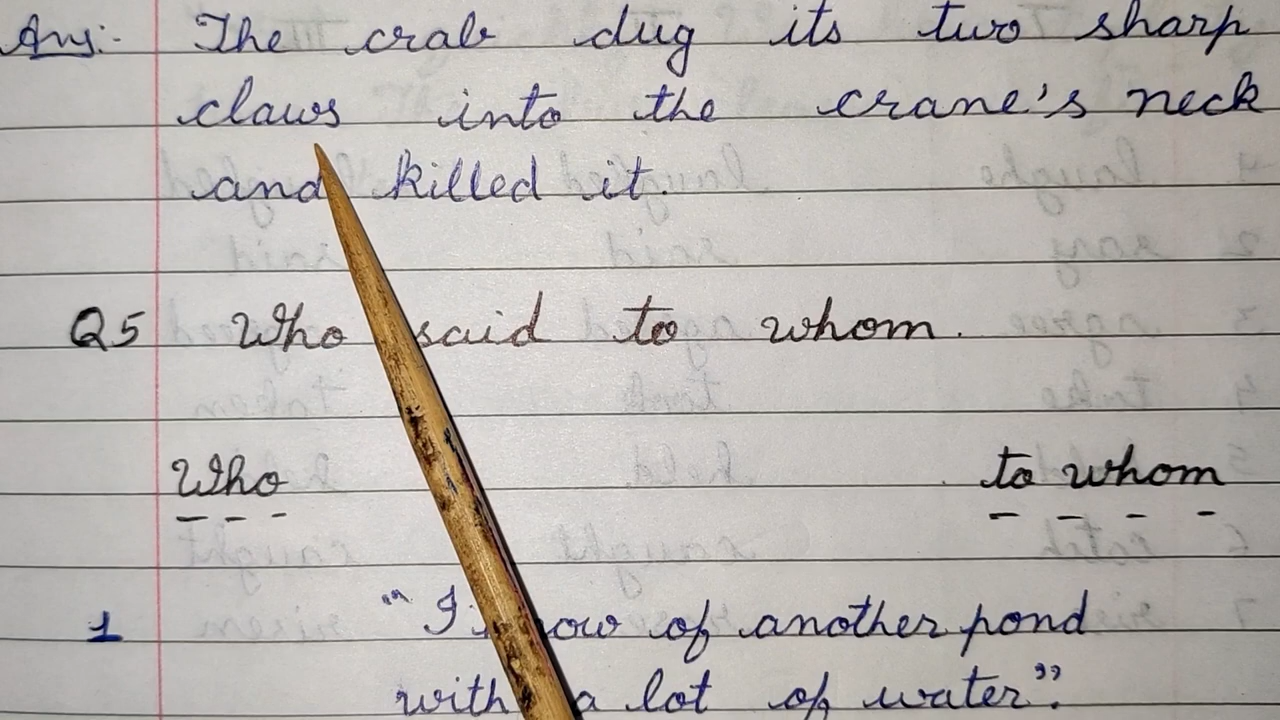 Ans:- The crab dug its two sharp
claws into the crane's neck
and killed it.
Q5 Who said to whom.
Who to whom
1 "I know of another pond
with a lot of water".